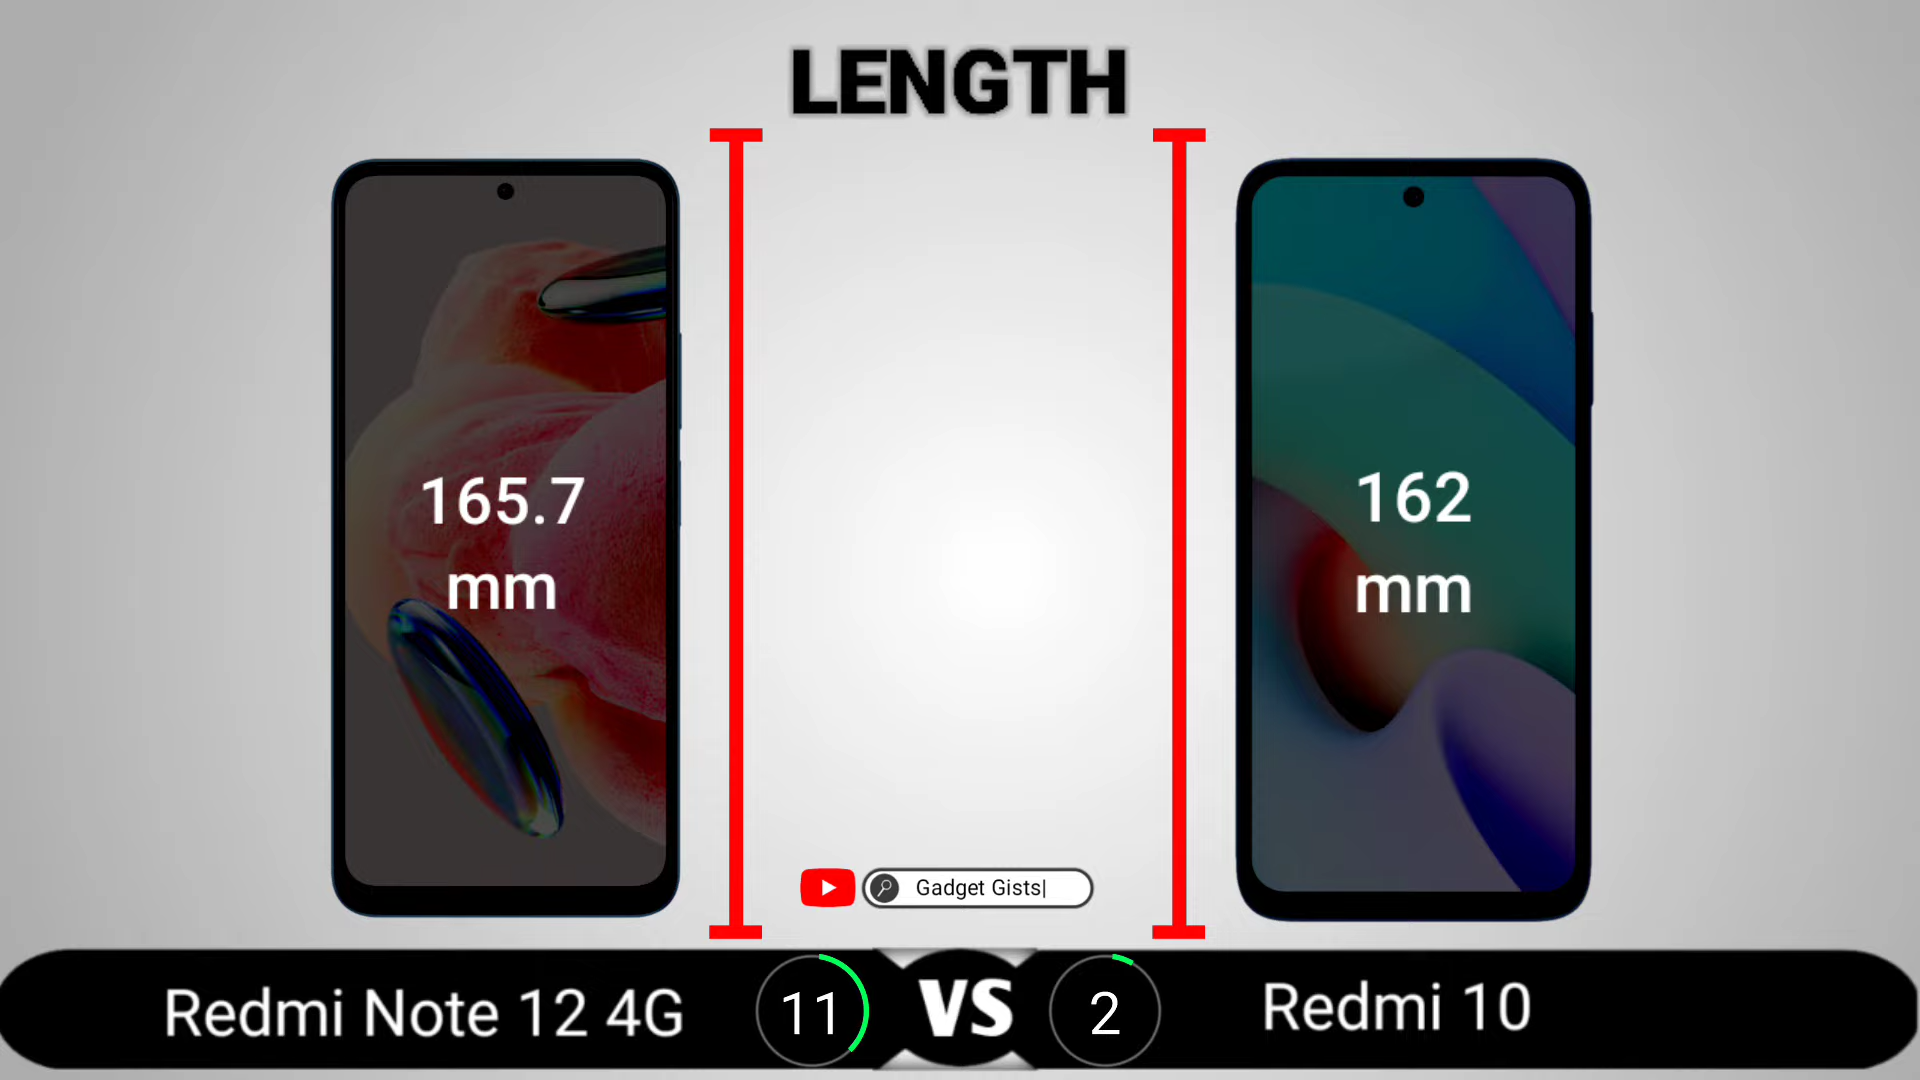 LENGTH
165.7
mm
162
mm
Gadget Gists|
Redmi Note 12 4G
11
VS
2
Redmi 10